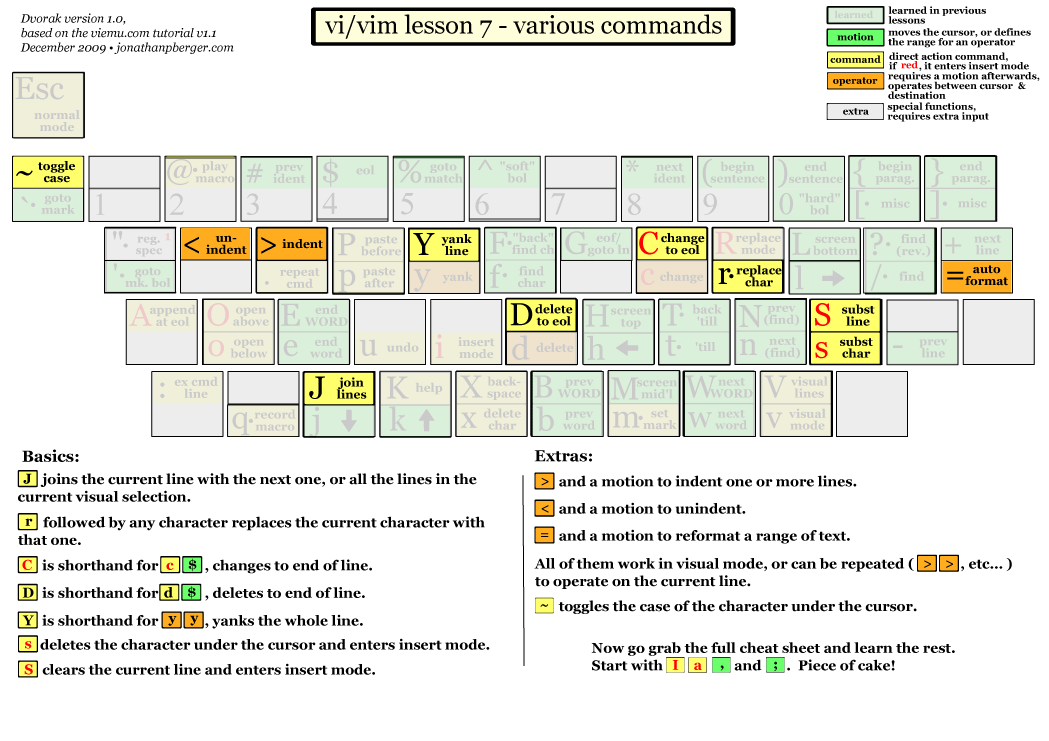 Dvorak version 1.0,
based on the viemu.com tutorial v1.1
December 2009 • jonathanpberger.com
vi/vim lesson 7 - various commands
learned learned in previous
lessons
motion moves the cursor, or defines
the range for an operator
command direct action command,
if red, it enters insert mode
operator requires a motion afterwards,
operates between cursor &
destination
extra special functions,
requires extra input
Esc
normal
mode
~ toggle
case
`· goto
mark
1
@· play
macro
2
# prev
ident
3
$ eol
4
% goto
match
5
^ "soft"
bol
6
7
* next
ident
8
( begin
sentence
9
) end
sentence
0 "hard"
bol
{ begin
parag.
[· misc
} end
parag.
]· misc
"· reg. 1
spec
'· goto
mk. bol
< un-
indent
> indent
· repeat
cmd
P paste
before
p paste
after
Y yank
line
y yank
F· "back"
find ch
f· find
char
G eof/
goto ln
C change
to eol
c change
R replace
mode
r· replace
char
L screen
bottom
l ➡
?· find
(rev.)
/· find
+ next
line
= auto
format
A append
at eol
O open
above
o open
below
E end
WORD
e end
word
u undo
i insert
mode
D delete
to eol
d delete
H screen
top
h ⬅
T· back
'till
t· 'till
N prev
(find)
n next
(find)
S subst
line
s subst
char
- prev
line
: ex cmd
line
q· record
macro
J join
lines
j ⬇
K help
k ⬆
X back-
space
x delete
char
B prev
WORD
b prev
word
M screen
mid'l
m· set
mark
W next
WORD
w next
word
V visual
lines
v visual
mode
Basics:
J joins the current line with the next one, or all the lines in the
current visual selection.
r followed by any character replaces the current character with
that one.
C is shorthand for c $ , changes to end of line.
D is shorthand for d $ , deletes to end of line.
Y is shorthand for y y , yanks the whole line.
s deletes the character under the cursor and enters insert mode.
S clears the current line and enters insert mode.
Extras:
> and a motion to indent one or more lines.
< and a motion to unindent.
= and a motion to reformat a range of text.
All of them work in visual mode, or can be repeated ( > > , etc... )
to operate on the current line.
~ toggles the case of the character under the cursor.
Now go grab the full cheat sheet and learn the rest.
Start with I a , and ; . Piece of cake!